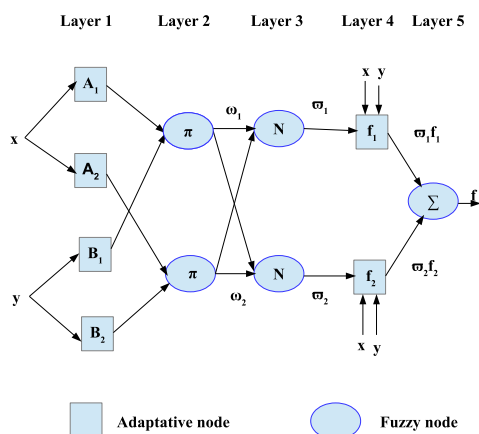 Layer 1 Layer 2 Layer 3 Layer 4 Layer 5
x y
A1
ω1 ϖ1
x π N f1 ϖ1f1
A2
Σ f
B1
π N f2 ϖ2f2
y
ω2 ϖ2
B2
x y
Adaptative node Fuzzy node